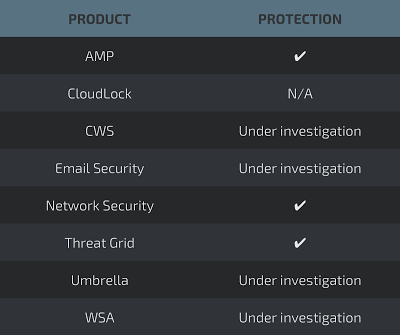 PRODUCT PROTECTION
AMP ✔
CloudLock N/A
CWS Under investigation
Email Security Under investigation
Network Security ✔
Threat Grid ✔
Umbrella Under investigation
WSA Under investigation